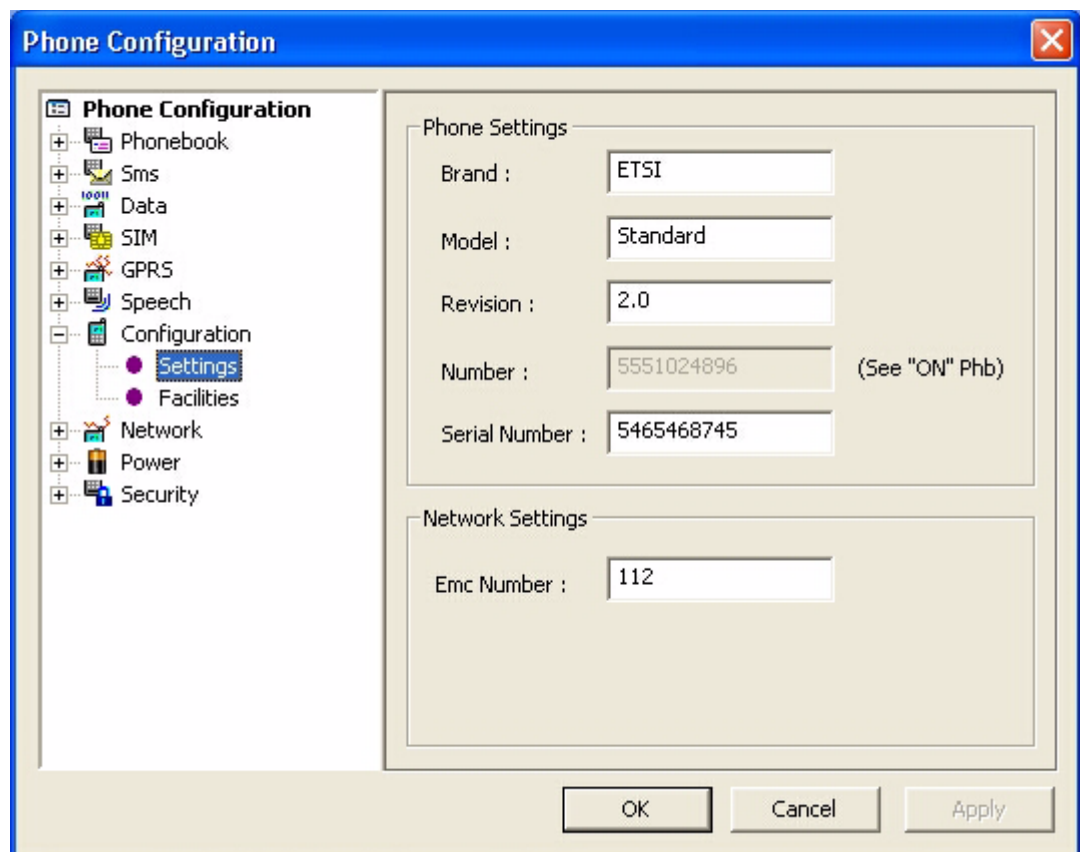 Phone Configuration
Phone Configuration
Phonebook
Sms
Data
SIM
GPRS
Speech
Configuration
Settings
Facilities
Network
Power
Security
Phone Settings
Brand : ETSI
Model : Standard
Revision : 2.0
Number : 5551024896 (See "ON" Phb)
Serial Number : 5465468745
Network Settings
Emc Number : 112
OK Cancel Apply